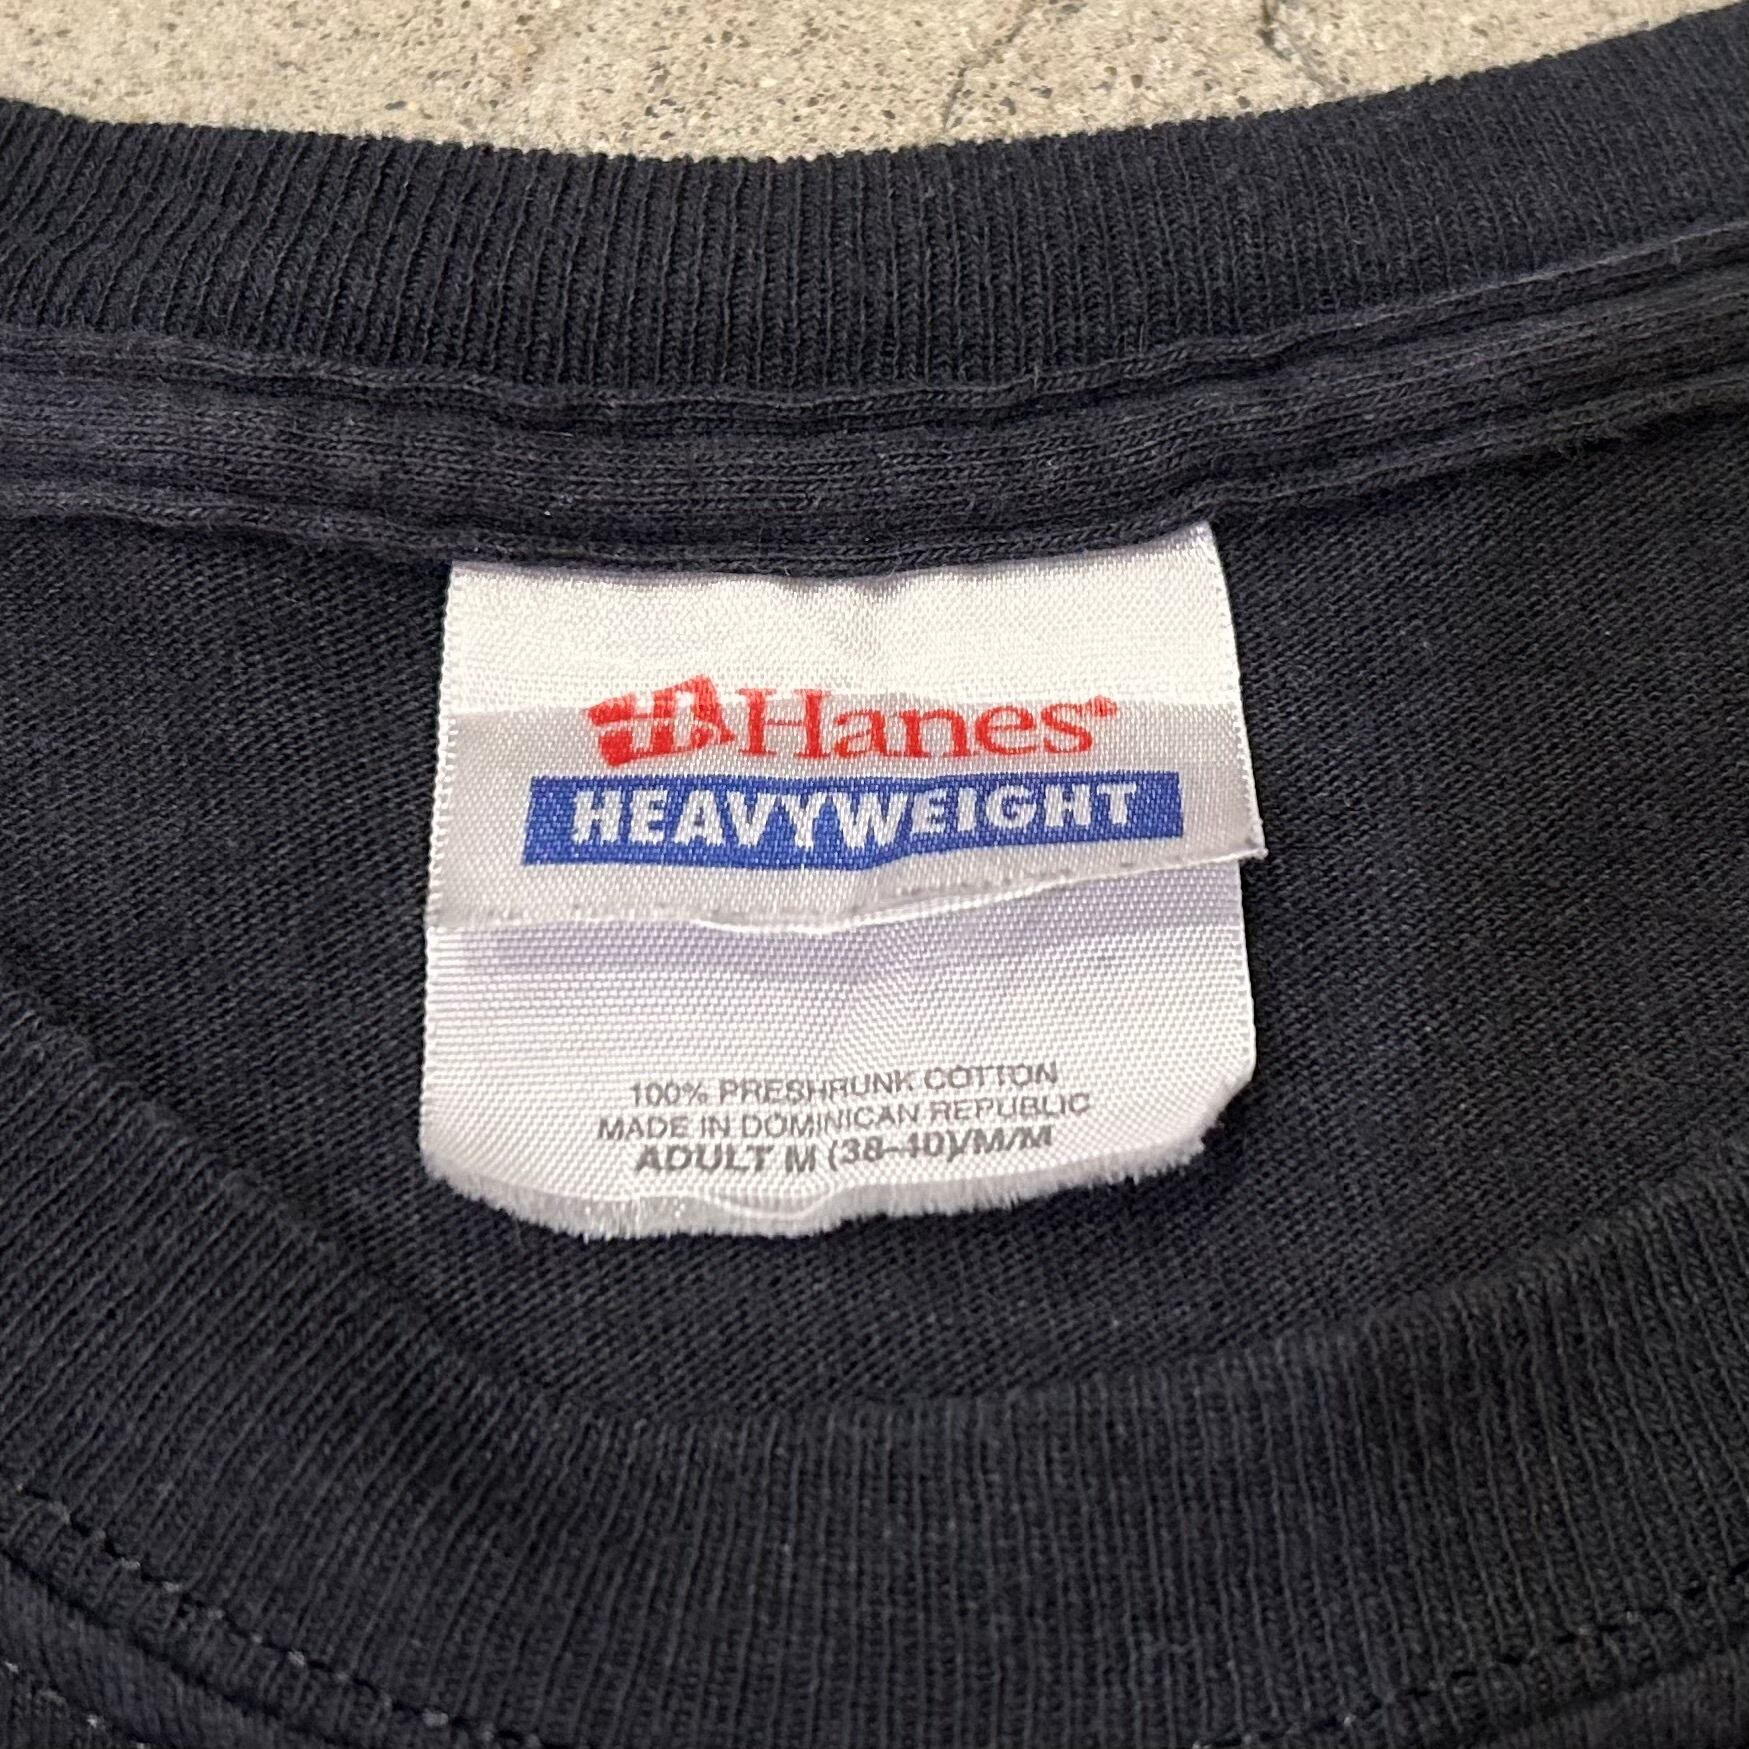 Hanes®
HEAVYWEIGHT
100% PRESHRUNK COTTON
MADE IN DOMINICAN REPUBLIC
ADULT M (38-40)/M/M